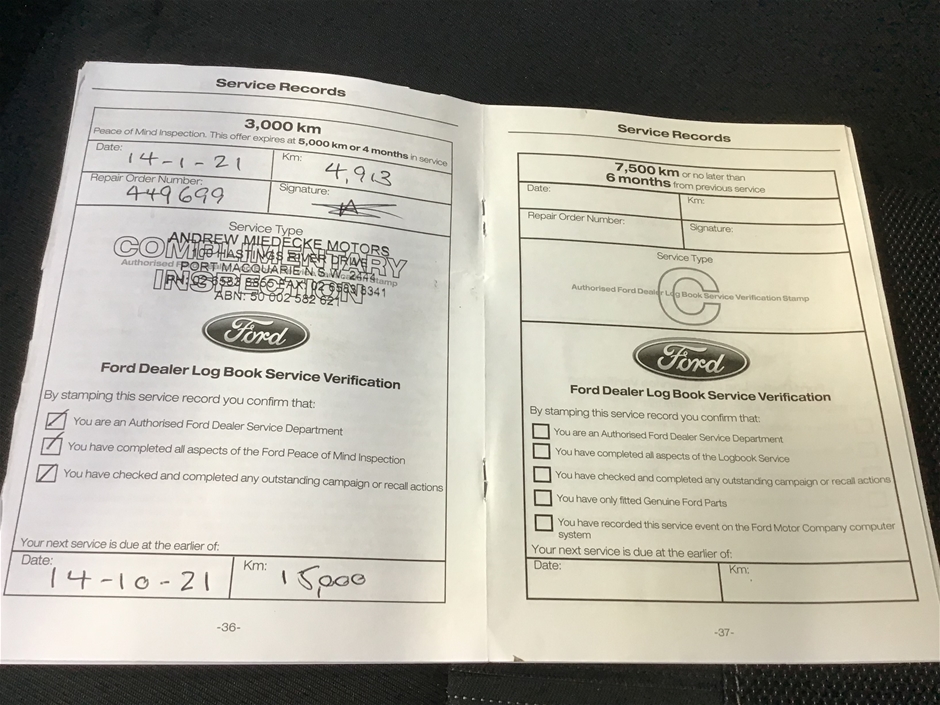 Service Records
3,000 km
Peace of Mind Inspection. This offer expires at 5,000 km or 4 months in service
Date: 14-1-21
Km: 4,913
Repair Order Number: 449699
Signature:
Service Type
ANDREW MIEDECKE MOTORS
COMPLIMENTARY
100 HASTINGS RIVER DRIVE
Authorised
Stamp
PORT MACQUARIE N.S.W. 2444
INSPECTION
FAX: 02 6583 8341
ABN: 50 002 582 621
Ford
Ford Dealer Log Book Service Verification
By stamping this service record you confirm that:
You are an Authorised Ford Dealer Service Department
You have completed all aspects of the Ford Peace of Mind Inspection
You have checked and completed any outstanding campaign or recall actions
Your next service is due at the earlier of:
Date: 14-10-21
Km: 15,000
-36-
Service Records
7,500 km or no later than
6 months from previous service
Date:
Km:
Repair Order Number:
Signature:
Service Type
C
Authorised Ford Dealer Log Book Service Verification Stamp
Ford
Ford Dealer Log Book Service Verification
By stamping this service record you confirm that:
You are an Authorised Ford Dealer Service Department
You have completed all aspects of the Logbook Service
You have checked and completed any outstanding campaign or recall actions
You have only fitted Genuine Ford Parts
You have recorded this service event on the Ford Motor Company computer
system
Your next service is due at the earlier of:
Date:
Km:
-37-